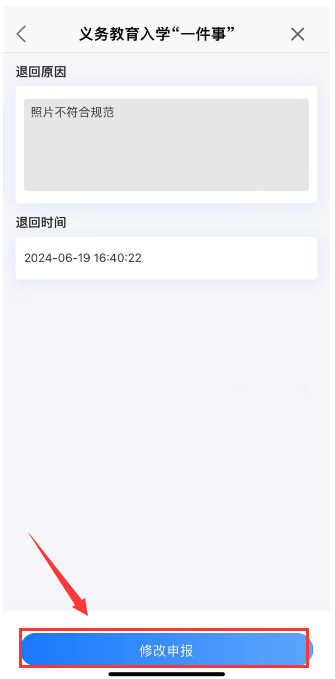 义务教育入学“一件事”
退回原因
照片不符合规范
退回时间
2024-06-19 16:40:22
修改申报